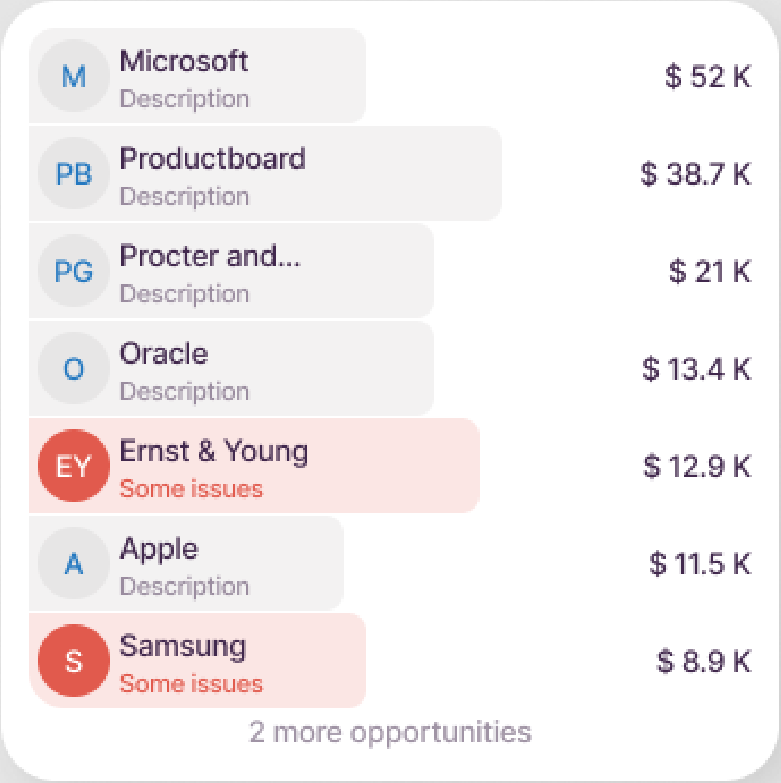 M
Microsoft
$ 52 K
Description
PB
Productboard
$ 38.7 K
Description
PG
Procter and...
$ 21 K
Description
O
Oracle
$ 13.4 K
Description
EY
Ernst & Young
$ 12.9 K
Some issues
A
Apple
$ 11.5 K
Description
S
Samsung
$ 8.9 K
Some issues
2 more opportunities